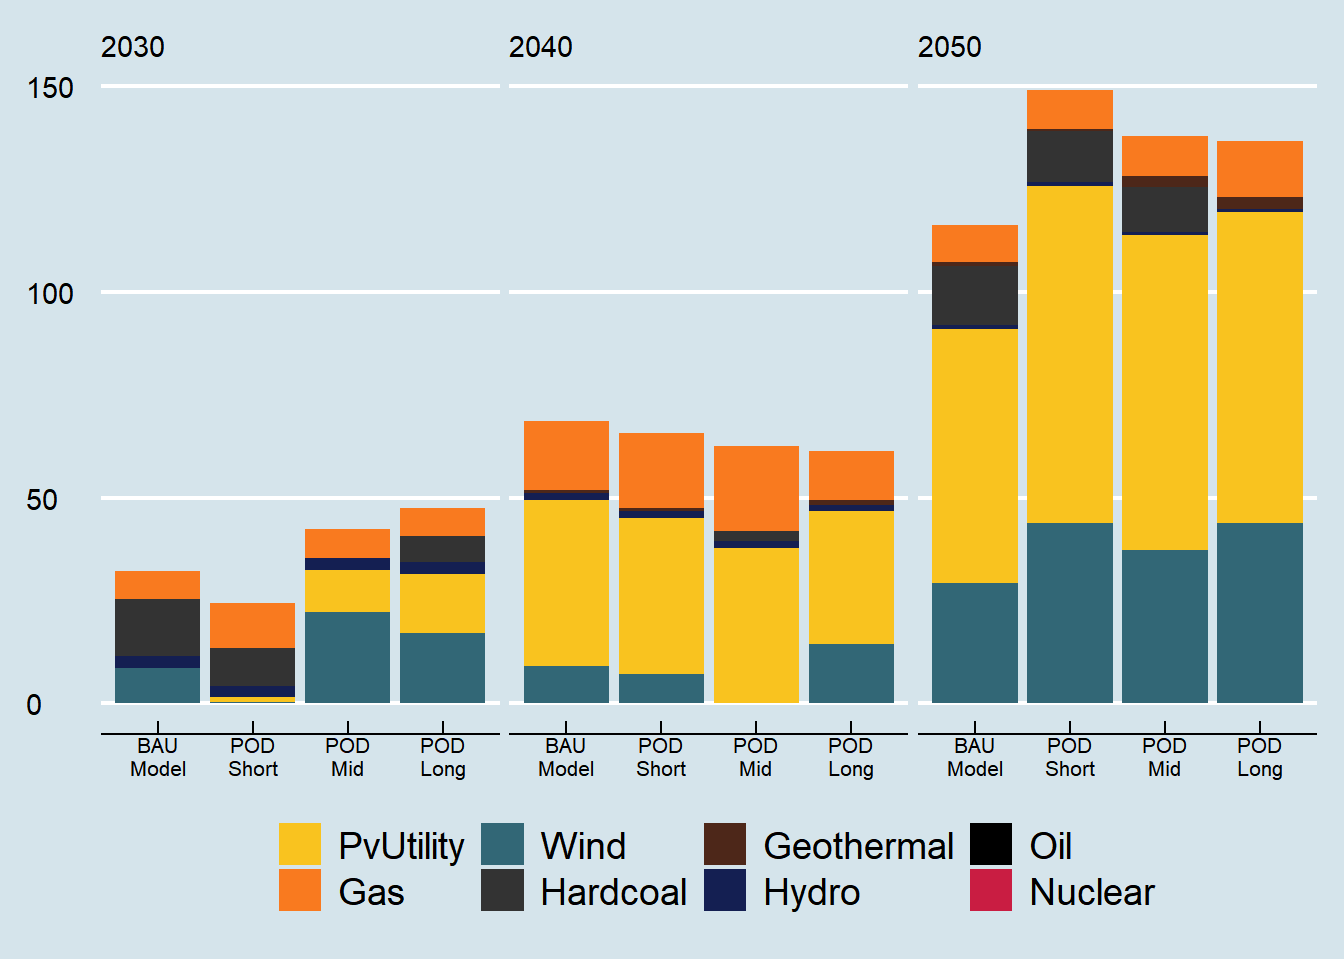 2030 2040 2050
150
100
50
0
BAU POD POD POD BAU POD POD POD BAU POD POD POD
Model Short Mid Long Model Short Mid Long Model Short Mid Long
PvUtility Wind Geothermal Oil
Gas Hardcoal Hydro Nuclear